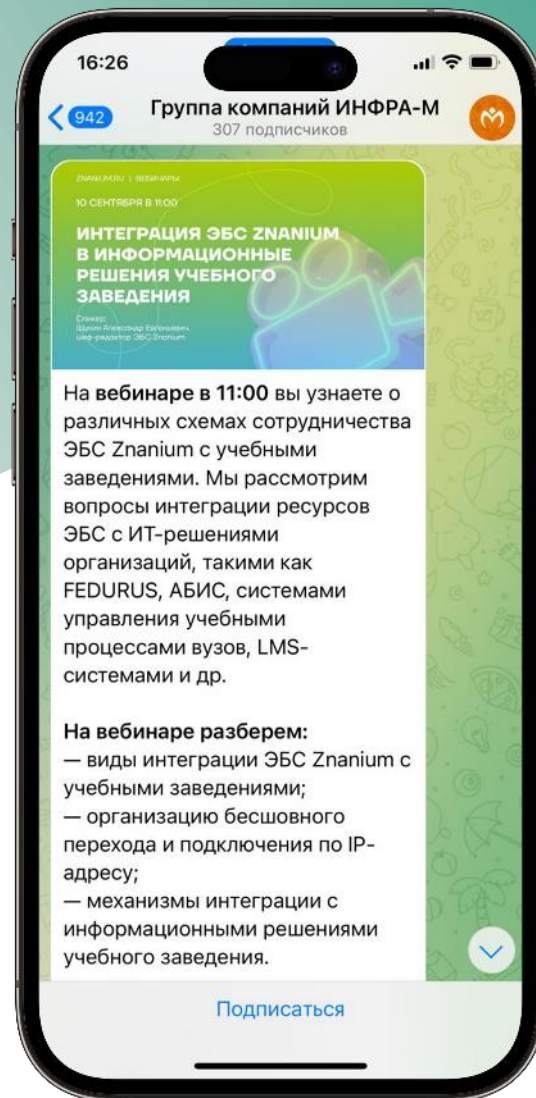 16:26
942
Группа компаний ИНФРА-М
307 подписчиков
ZNANIUM.RU | ВЕБИНАРЫ
10 СЕНТЯБРЯ В 11:00
ИНТЕГРАЦИЯ ЭБС ZNANIUM
В ИНФОРМАЦИОННЫЕ
РЕШЕНИЯ УЧЕБНОГО
ЗАВЕДЕНИЯ
Спикер:
Щукин Александр Евгеньевич,
шеф-редактор ЭБС Znanium
На вебинаре в 11:00 вы узнаете о
различных схемах сотрудничества
ЭБС Znanium с учебными
заведениями. Мы рассмотрим
вопросы интеграции ресурсов
ЭБС с ИТ-решениями
организаций, такими как
FEDURUS, АБИС, системами
управления учебными
процессами вузов, LMS-
системами и др.
На вебинаре разберем:
— виды интеграции ЭБС Znanium с
учебными заведениями;
— организацию бесшовного
перехода и подключения по IP-
адресу;
— механизмы интеграции с
информационными решениями
учебного заведения.
Подписаться